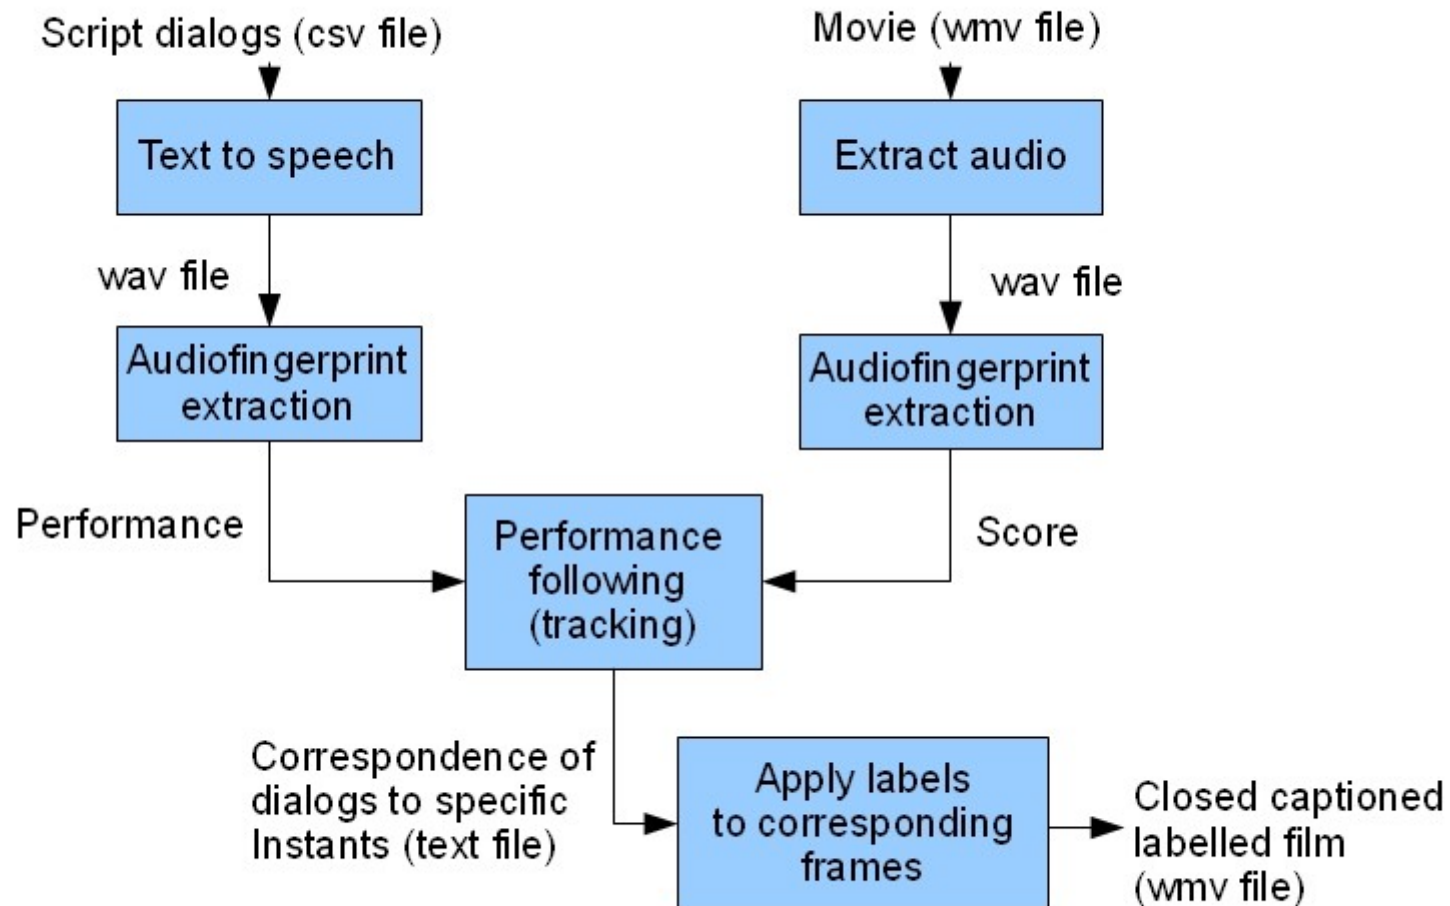 Script dialogs (csv file)
Movie (wmv file)
Text to speech
Extract audio
wav file
wav file
Audiofingerprint
extraction
Audiofingerprint
extraction
Performance
Score
Performance
following
(tracking)
Correspondence of
dialogs to specific
Instants (text file)
Apply labels
to corresponding
frames
Closed captioned
labelled film
(wmv file)